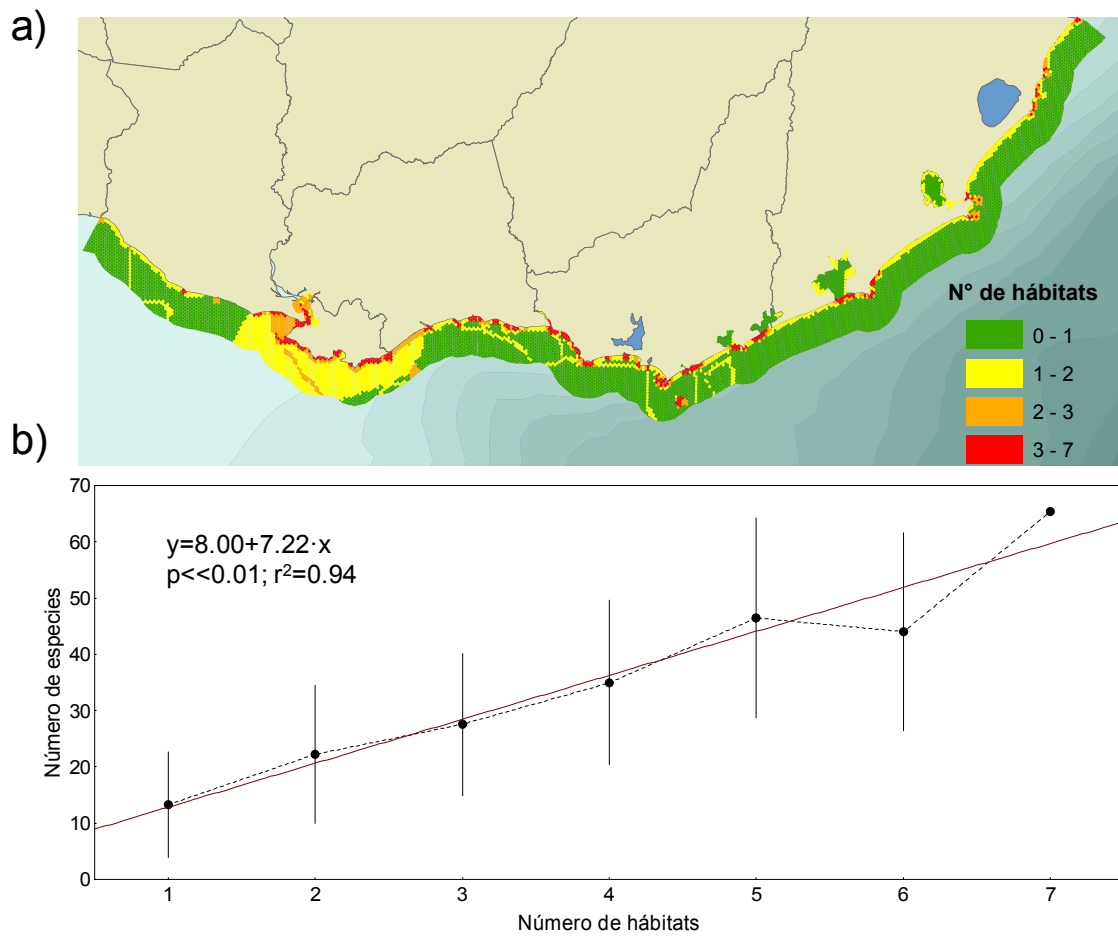 a)
N° de hábitats
0 - 1
1 - 2
2 - 3
3 - 7
b)
70
60
50
40
30
20
10
0
y=8.00+7.22·x
p<<0.01; r²=0.94
Número de especies
1 2 3 4 5 6 7
Número de hábitats